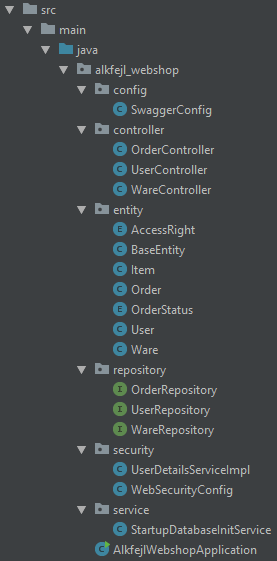 src
main
java
alkfejl_webshop
config
SwaggerConfig
controller
OrderController
UserController
WareController
entity
E AccessRight
C BaseEntity
C Item
C Order
E OrderStatus
C User
C Ware
repository
I OrderRepository
I UserRepository
I WareRepository
security
C UserDetailsServiceImpl
C WebSecurityConfig
service
C StartupDatabaseInitService
C AlkfejlWebshopApplication